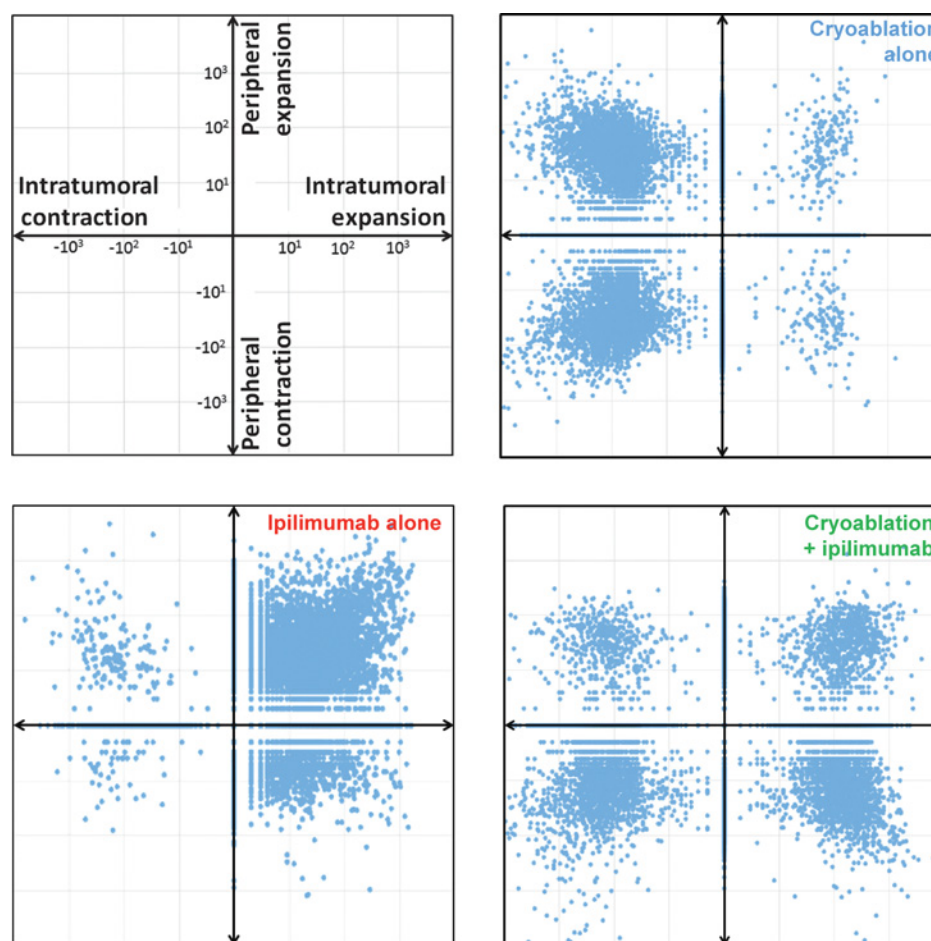 Peripheral
expansion
10³
10²
10¹
Intratumoral
contraction
Intratumoral
expansion
-10³ -10² -10¹
10¹ 10² 10³
-10¹
-10²
-10³
Peripheral
contraction
Cryoablation
alone
Ipilimumab alone
Cryoablation
+ ipilimumab